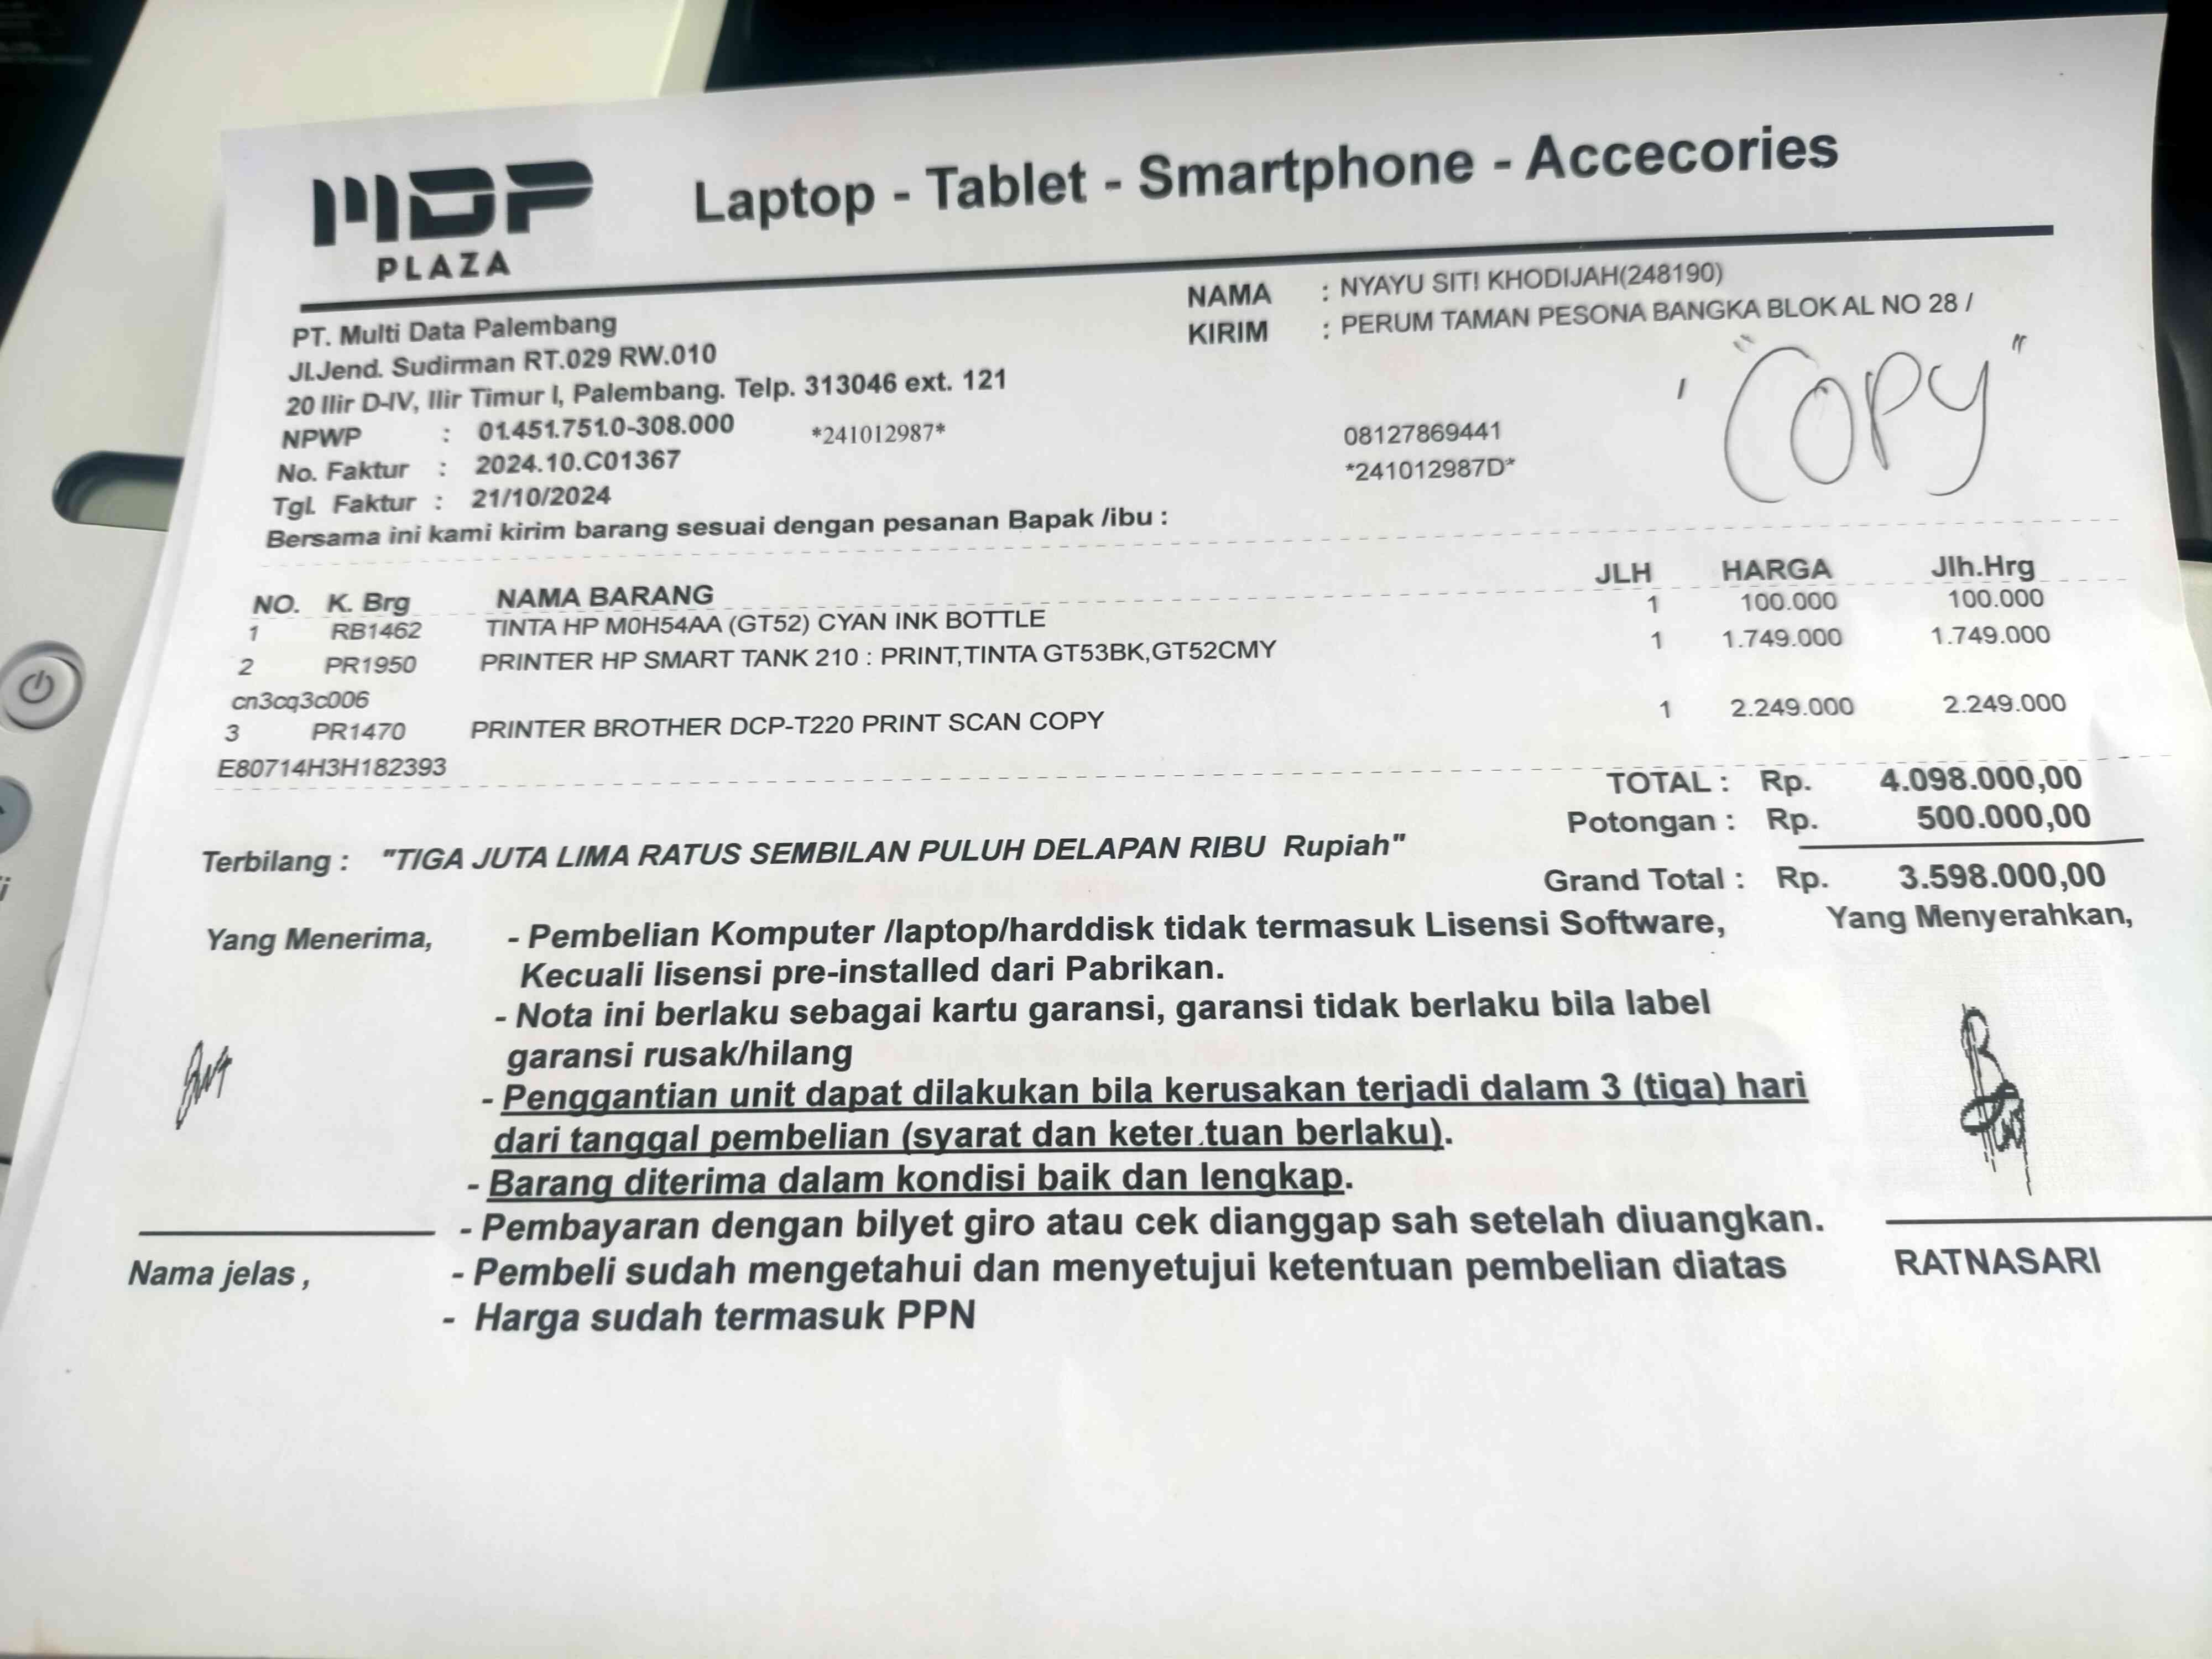 MDP
PLAZA
Laptop - Tablet - Smartphone - Accecories
PT. Multi Data Palembang
Jl.Jend. Sudirman RT.029 RW.010
20 Ilir D-IV, Ilir Timur I, Palembang. Telp. 313046 ext. 121
NPWP : 01.451.751.0-308.000 *241012987*
No. Faktur : 2024.10.C01367
Tgl. Faktur : 21/10/2024
NAMA : NYAYU SITI KHODIJAH(248190)
KIRIM : PERUM TAMAN PESONA BANGKA BLOK AL NO 28 /
"COPY"
08127869441
*241012987D*
Bersama ini kami kirim barang sesuai dengan pesanan Bapak /ibu :
NO. K. Brg NAMA BARANG JLH HARGA Jlh.Hrg
1 RB1462 TINTA HP M0H54AA (GT52) CYAN INK BOTTLE 1 100.000 100.000
2 PR1950 PRINTER HP SMART TANK 210 : PRINT,TINTA GT53BK,GT52CMY 1 1.749.000 1.749.000
cn3cq3c006
3 PR1470 PRINTER BROTHER DCP-T220 PRINT SCAN COPY 1 2.249.000 2.249.000
E80714H3H182393
TOTAL : Rp. 4.098.000,00
Potongan : Rp. 500.000,00
Terbilang : "TIGA JUTA LIMA RATUS SEMBILAN PULUH DELAPAN RIBU Rupiah"
Grand Total : Rp. 3.598.000,00
Yang Menerima,
- Pembelian Komputer /laptop/harddisk tidak termasuk Lisensi Software,
Kecuali lisensi pre-installed dari Pabrikan.
- Nota ini berlaku sebagai kartu garansi, garansi tidak berlaku bila label
garansi rusak/hilang
- Penggantian unit dapat dilakukan bila kerusakan terjadi dalam 3 (tiga) hari
dari tanggal pembelian (syarat dan ketentuan berlaku).
- Barang diterima dalam kondisi baik dan lengkap.
- Pembayaran dengan bilyet giro atau cek dianggap sah setelah diuangkan.
- Pembeli sudah mengetahui dan menyetujui ketentuan pembelian diatas
- Harga sudah termasuk PPN
Nama jelas ,
Yang Menyerahkan,
RATNASARI